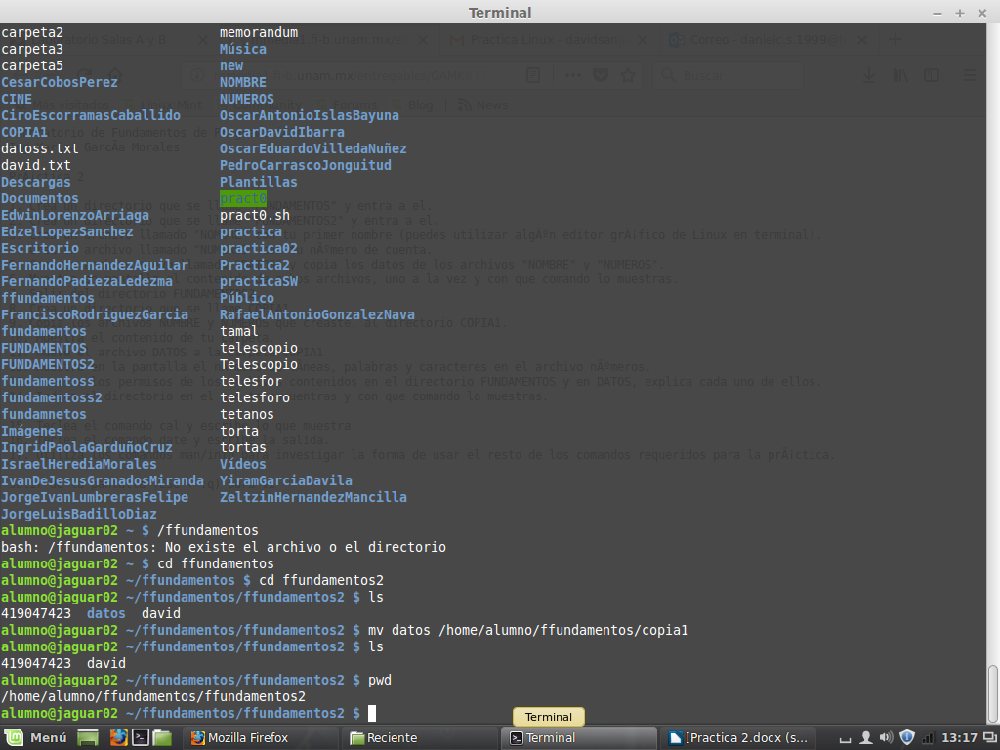 Terminal
carpeta2 memorandum
carpeta3 Música
carpeta5 new
CesarCobosPerez NOMBRE
CINE NUMEROS
CiroEscorramasCaballido OscarAntonioIslasBayuna
COPIA1 OscarDavidIbarra
datoss.txt OscarEduardoVilledaNuñez
david.txt PedroCarrascoJonguitud
Descargas Plantillas
Documentos pract0
EdwinLorenzoArriaga pract0.sh
EdzelLopezSanchez practica
Escritorio practica02
FernandoHernandezAguilar Practica2
FernandoPadiezaLedezma practicaSW
ffundamentos Público
FranciscoRodriguezGarcia RafaelAntonioGonzalezNava
fundamentos tamal
FUNDAMENTOS telescopio
FUNDAMENTOS2 Telescopio
fundamentoss telesfor
fundamentoss2 telesforo
fundamnetos tetanos
Imágenes torta
IngridPaolaGarduñoCruz tortas
IsraelHerediaMorales Vídeos
IvanDeJesusGranadosMiranda YiramGarciaDavila
JorgeIvanLumbrerasFelipe ZeltzinHernandezMancilla
JorgeLuisBadilloDiaz
alumno@jaguar02 ~ $ /ffundamentos
bash: /ffundamentos: No existe el archivo o el directorio
alumno@jaguar02 ~ $ cd ffundamentos
alumno@jaguar02 ~/ffundamentos $ cd ffundamentos2
alumno@jaguar02 ~/ffundamentos/ffundamentos2 $ ls
419047423 datos david
alumno@jaguar02 ~/ffundamentos/ffundamentos2 $ mv datos /home/alumno/ffundamentos/copia1
alumno@jaguar02 ~/ffundamentos/ffundamentos2 $ ls
419047423 david
alumno@jaguar02 ~/ffundamentos/ffundamentos2 $ pwd
/home/alumno/ffundamentos/ffundamentos2
alumno@jaguar02 ~/ffundamentos/ffundamentos2 $
Terminal
Menú Mozilla Firefox Reciente Terminal [Practica 2.docx (s... 13:17